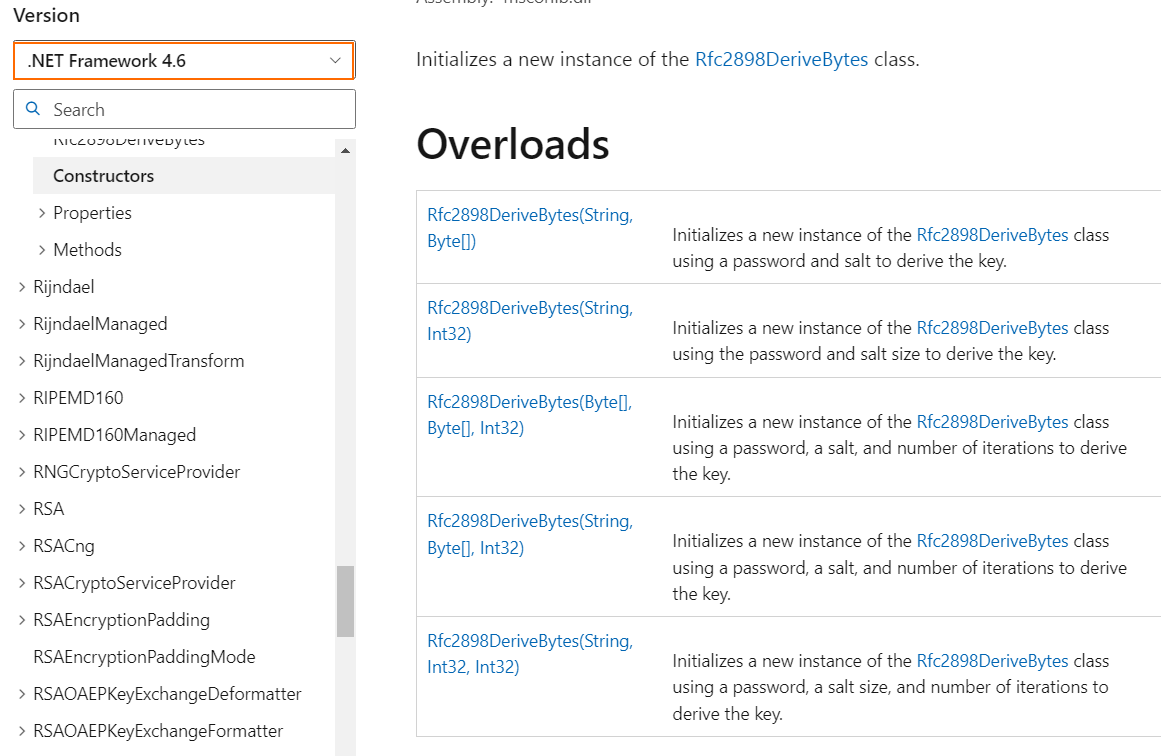 Version
.NET Framework 4.6
Search
Rfc2898DeriveBytes
Constructors
Properties
Methods
Rijndael
RijndaelManaged
RijndaelManagedTransform
RIPEMD160
RIPEMD160Managed
RNGCryptoServiceProvider
RSA
RSACng
RSACryptoServiceProvider
RSAEncryptionPadding
RSAEncryptionPaddingMode
RSAOAEPKeyExchangeDeformatter
RSAOAEPKeyExchangeFormatter
Assembly: mscorlib.dll
Initializes a new instance of the Rfc2898DeriveBytes class.
Overloads
Rfc2898DeriveBytes(String,
Byte[])
Initializes a new instance of the Rfc2898DeriveBytes class
using a password and salt to derive the key.
Rfc2898DeriveBytes(String,
Int32)
Initializes a new instance of the Rfc2898DeriveBytes class
using the password and salt size to derive the key.
Rfc2898DeriveBytes(Byte[],
Byte[], Int32)
Initializes a new instance of the Rfc2898DeriveBytes class
using a password, a salt, and number of iterations to derive
the key.
Rfc2898DeriveBytes(String,
Byte[], Int32)
Initializes a new instance of the Rfc2898DeriveBytes class
using a password, a salt, and number of iterations to derive
the key.
Rfc2898DeriveBytes(String,
Int32, Int32)
Initializes a new instance of the Rfc2898DeriveBytes class
using a password, a salt size, and number of iterations to
derive the key.